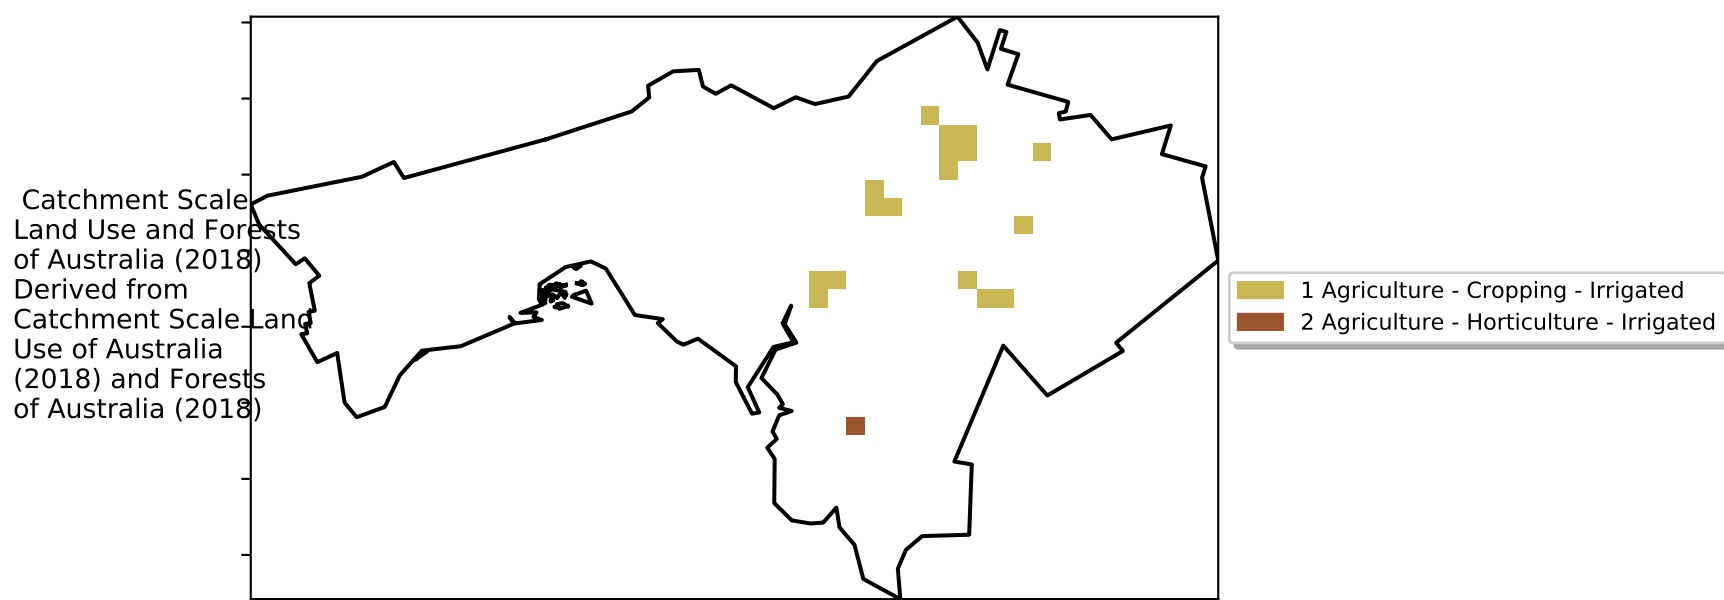 Catchment Scale
Land Use and Forests
of Australia (2018)
Derived from
Catchment Scale Land
Use of Australia
(2018) and Forests
of Australia (2018)
1 Agriculture - Cropping - Irrigated
2 Agriculture - Horticulture - Irrigated